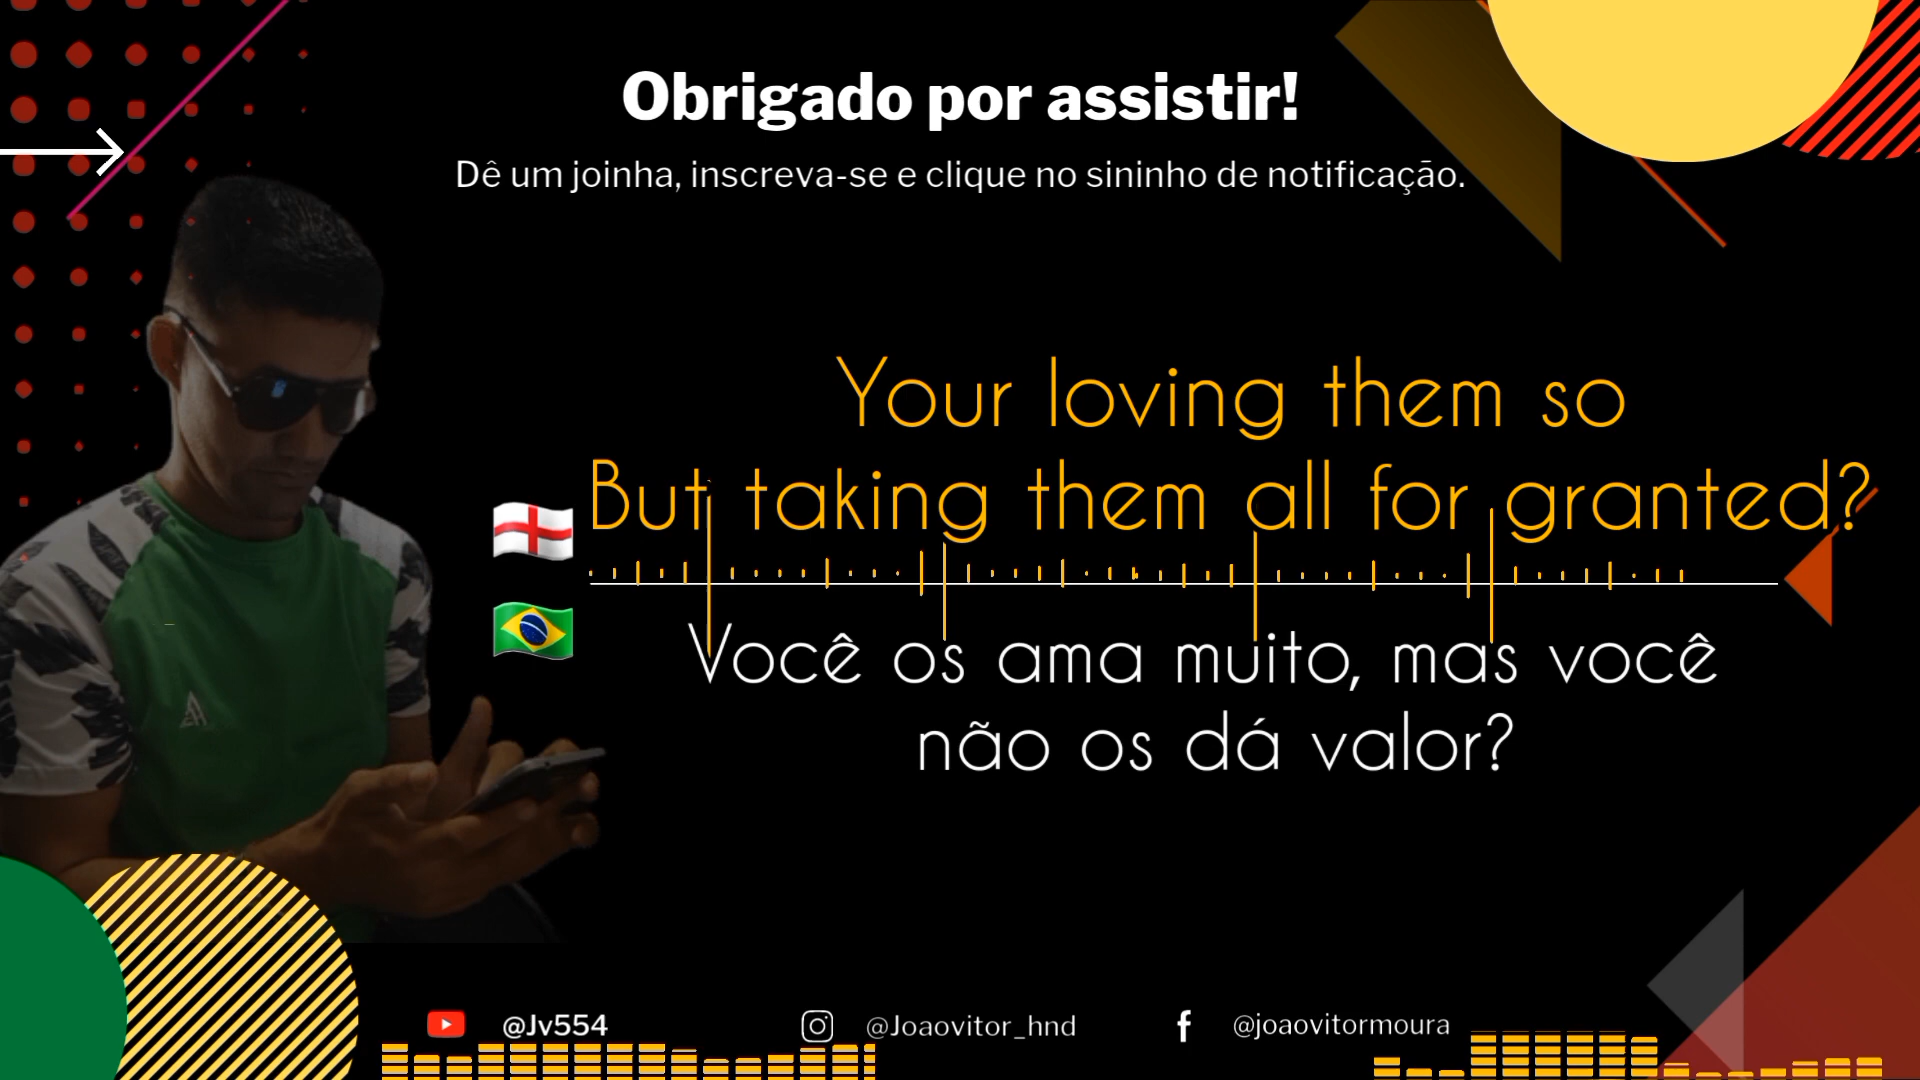 Obrigado por assistir!
Dê um joinha, inscreva-se e clique no sininho de notificação.
Your loving them so
But taking them all for granted?
Você os ama muito, mas você
não os dá valor?
@Jv554
@Joaovitor_hnd
@joaovitormoura